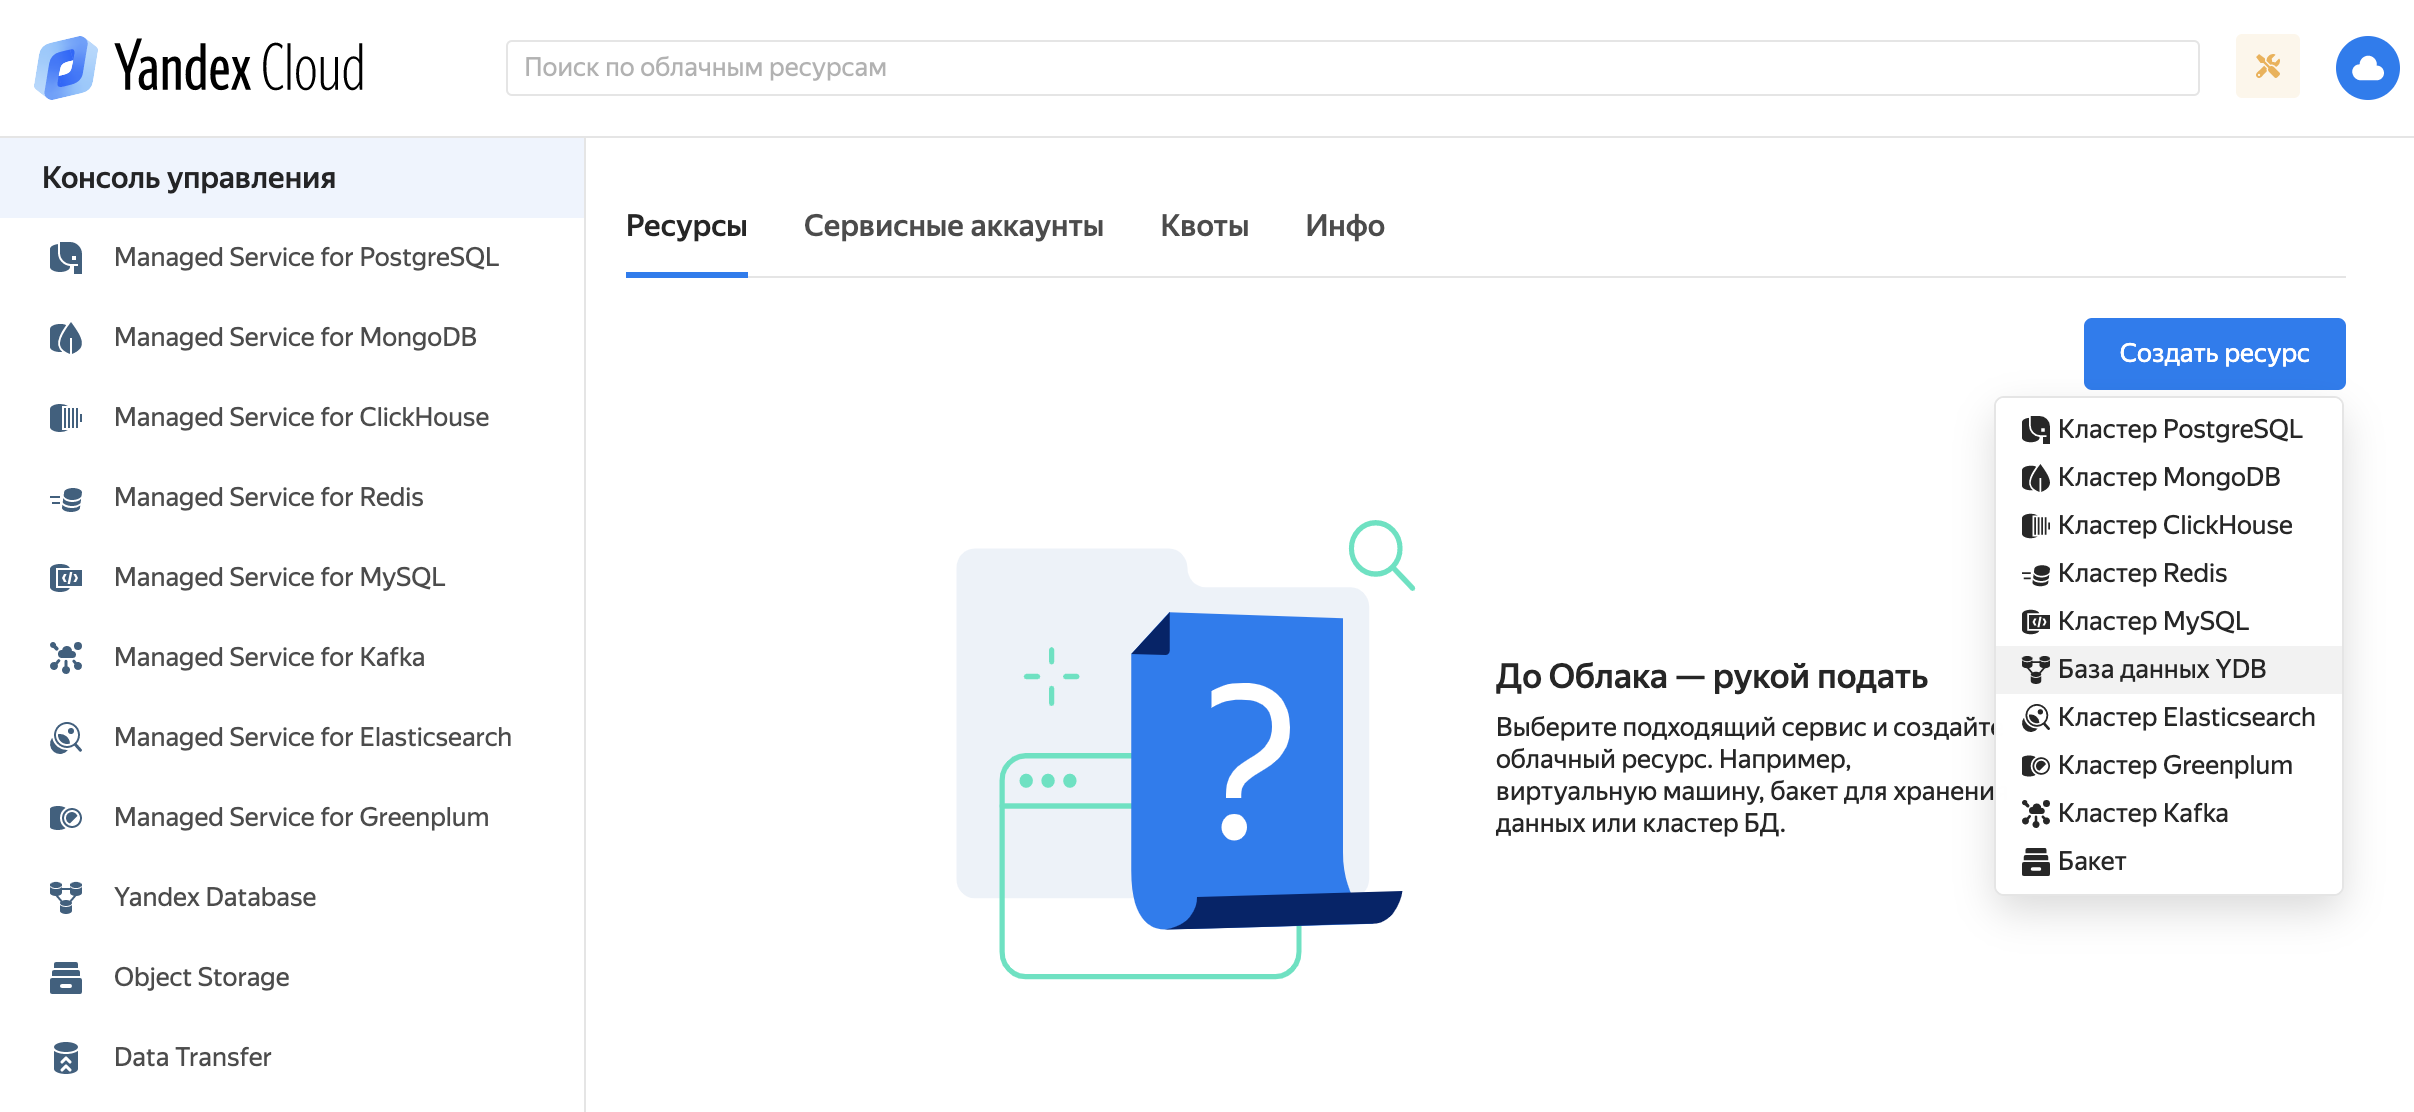 Yandex Cloud
Поиск по облачным ресурсам
Консоль управления
Managed Service for PostgreSQL
Managed Service for MongoDB
Managed Service for ClickHouse
Managed Service for Redis
Managed Service for MySQL
Managed Service for Kafka
Managed Service for Elasticsearch
Managed Service for Greenplum
Yandex Database
Object Storage
Data Transfer
Ресурсы
Сервисные аккаунты
Квоты
Инфо
Создать ресурс
Кластер PostgreSQL
Кластер MongoDB
Кластер ClickHouse
Кластер Redis
Кластер MySQL
База данных YDB
Кластер Elasticsearch
Кластер Greenplum
Кластер Kafka
Бакет
?
До Облака — рукой подать
Выберите подходящий сервис и создайт
облачный ресурс. Например,
виртуальную машину, бакет для хранени
данных или кластер БД.